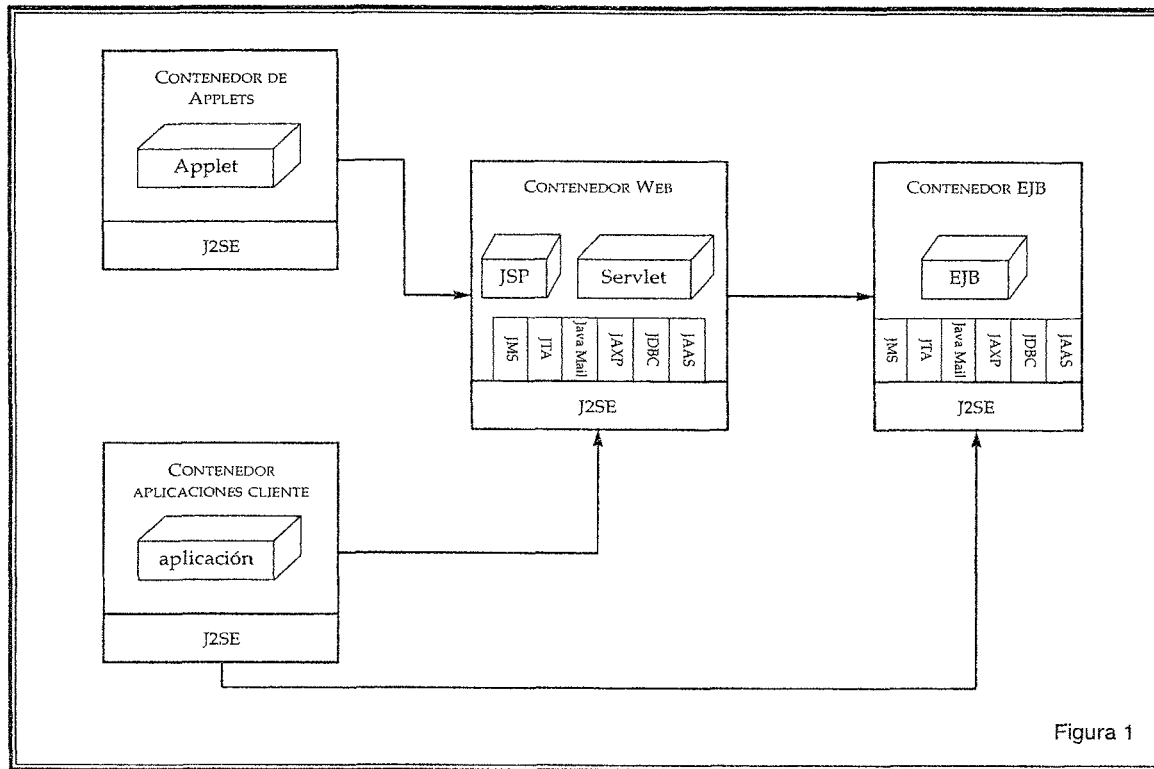 CONTENEDOR DE
APPLETS
Applet
J2SE
CONTENEDOR WEB
JSP
Servlet
JMS
JTA
Java Mail
JAXP
JDBC
JAAS
J2SE
CONTENEDOR EJB
EJB
JMS
JTA
Java Mail
JAXP
JDBC
JAAS
J2SE
CONTENEDOR
APLICACIONES CLIENTE
aplicación
J2SE
Figura 1